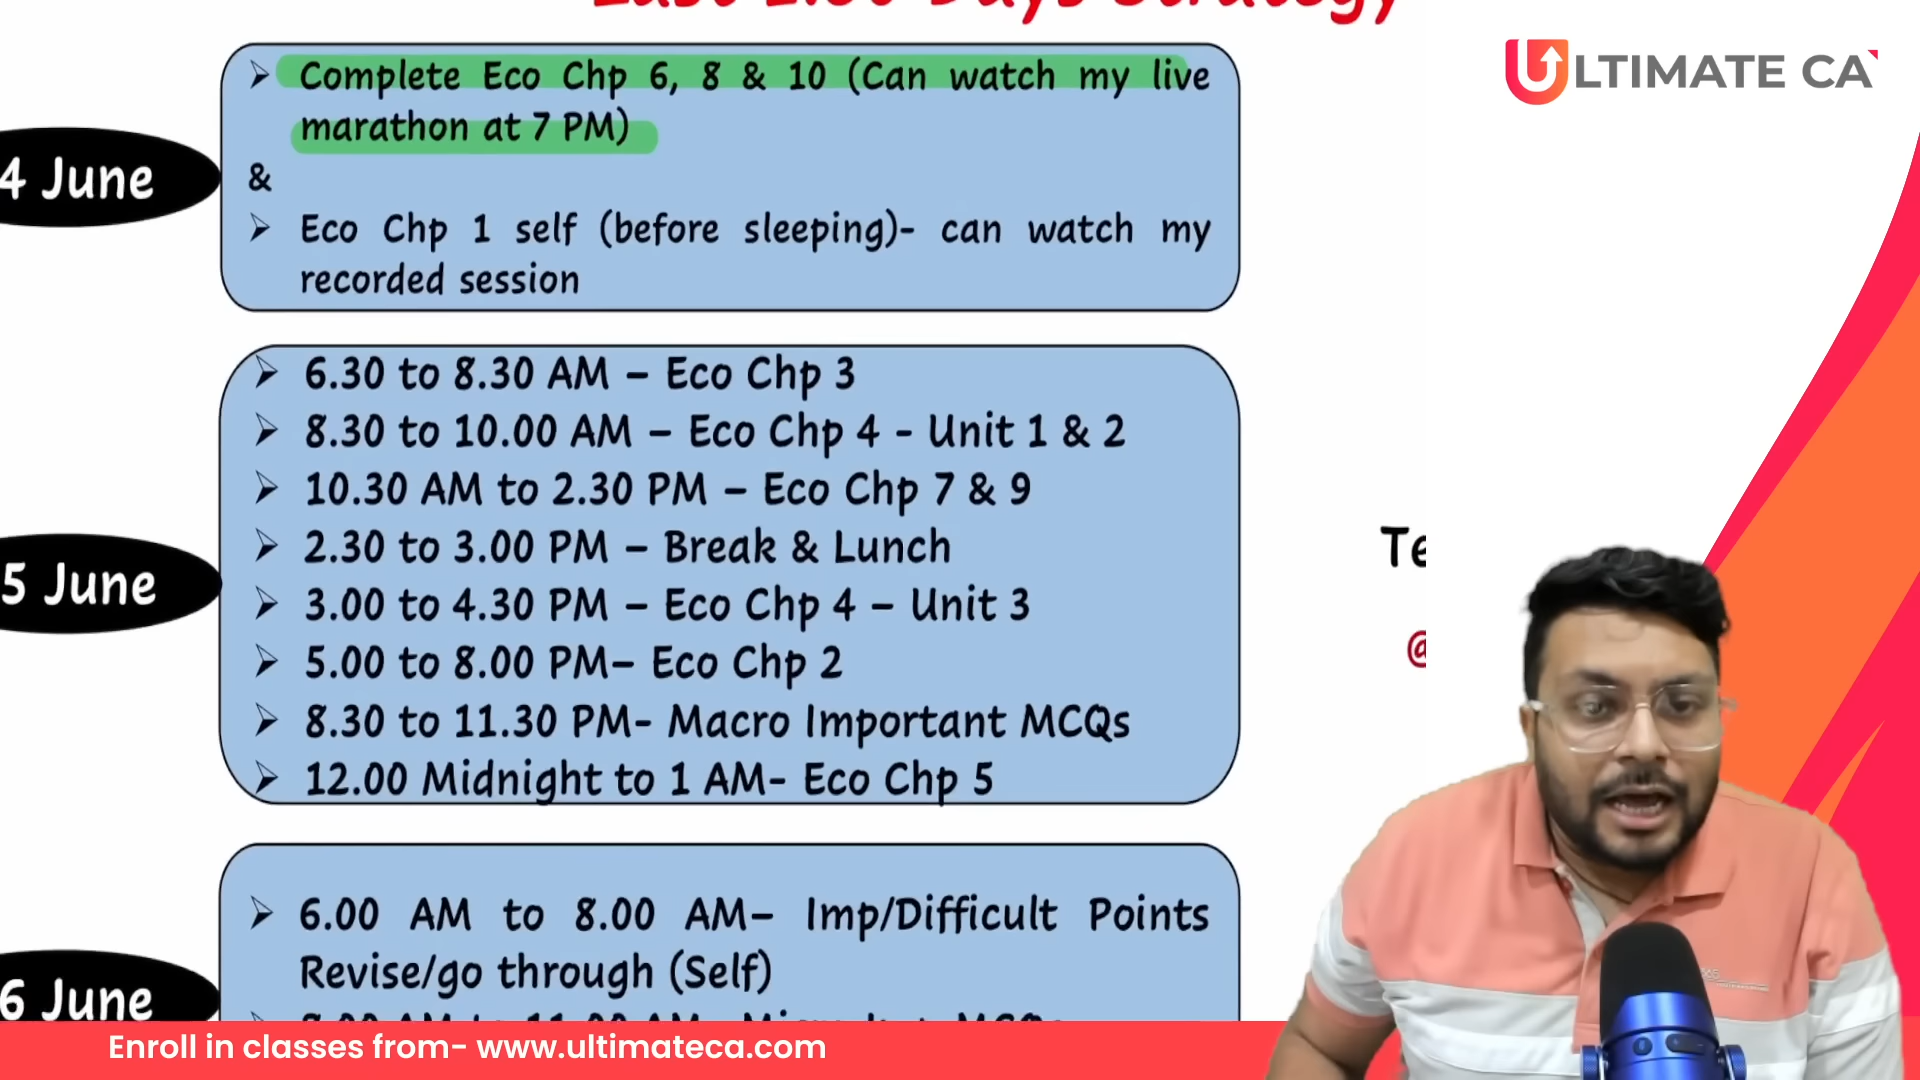 Days Strategy
ULTIMATE CA
➤ Complete Eco Chp 6, 8 & 10 (Can watch my live
marathon at 7 PM)
&
➤ Eco Chp 1 self (before sleeping)- can watch my
recorded session
4 June
➤ 6.30 to 8.30 AM – Eco Chp 3
➤ 8.30 to 10.00 AM – Eco Chp 4 - Unit 1 & 2
➤ 10.30 AM to 2.30 PM – Eco Chp 7 & 9
➤ 2.30 to 3.00 PM – Break & Lunch
➤ 3.00 to 4.30 PM – Eco Chp 4 – Unit 3
➤ 5.00 to 8.00 PM– Eco Chp 2
➤ 8.30 to 11.30 PM- Macro Important MCQs
➤ 12.00 Midnight to 1 AM- Eco Chp 5
5 June
Te
@
➤ 6.00 AM to 8.00 AM– Imp/Difficult Points
Revise/go through (Self)
6 June
Enroll in classes from- www.ultimateca.com